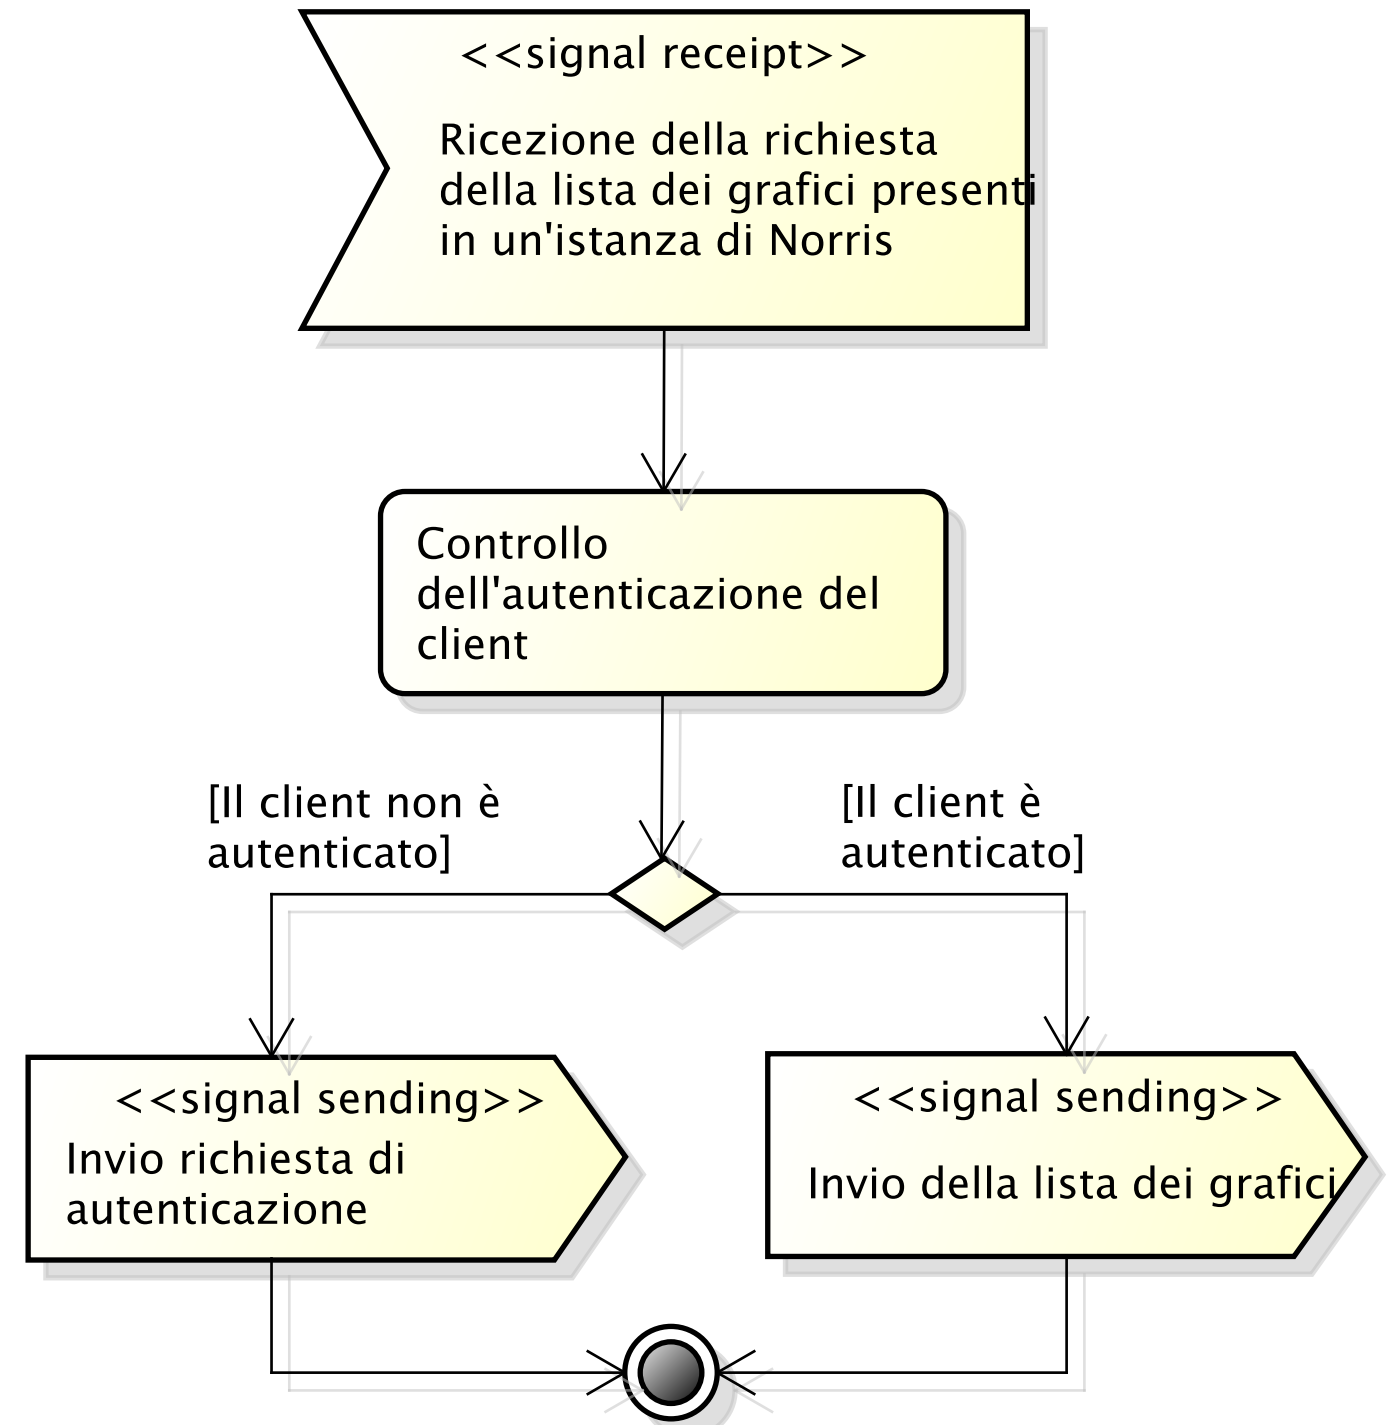 <<signal receipt>>
Ricezione della richiesta
della lista dei grafici presenti
in un'istanza di Norris
Controllo
dell'autenticazione del
client
[Il client non è
autenticato]
[Il client è
autenticato]
<<signal sending>>
Invio richiesta di
autenticazione
<<signal sending>>
Invio della lista dei grafici